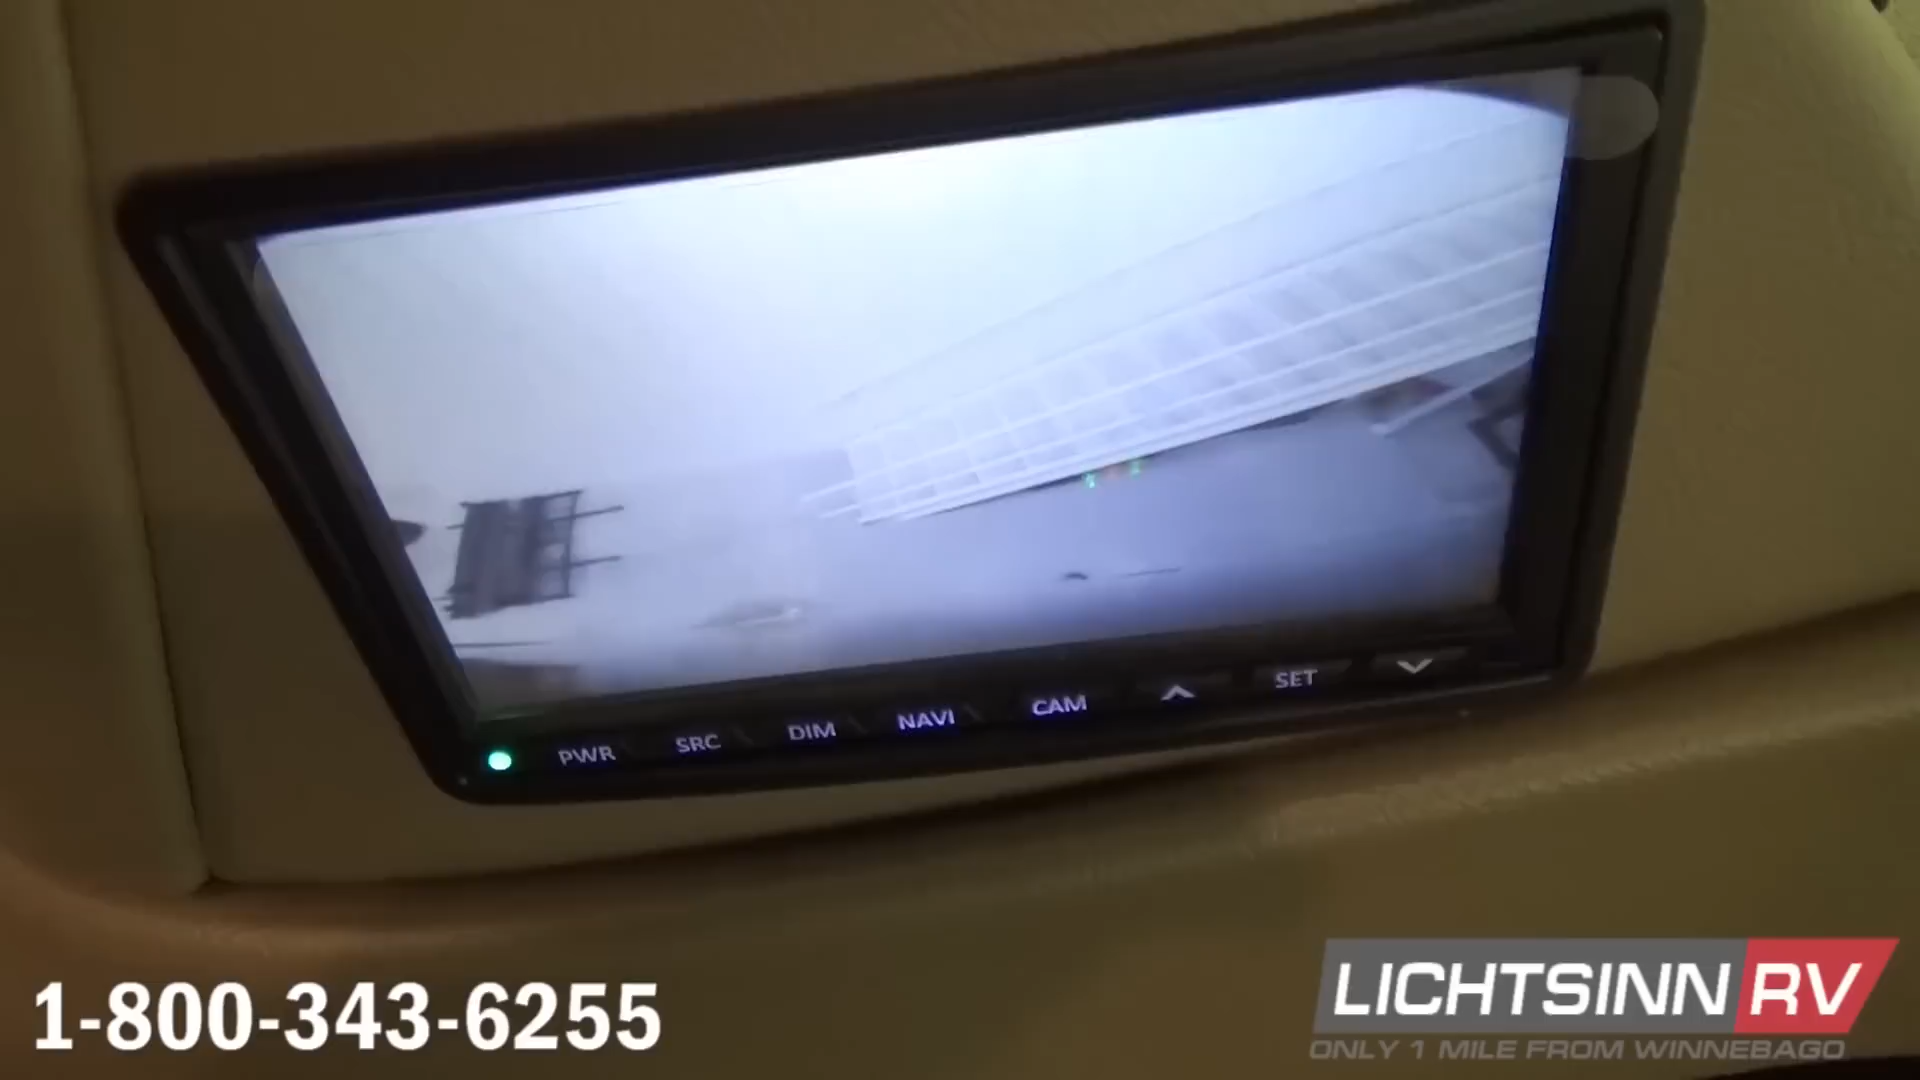 PWR SRC DIM NAVI CAM SET
1-800-343-6255
LICHTSINN RV
ONLY 1 MILE FROM WINNEBAGO